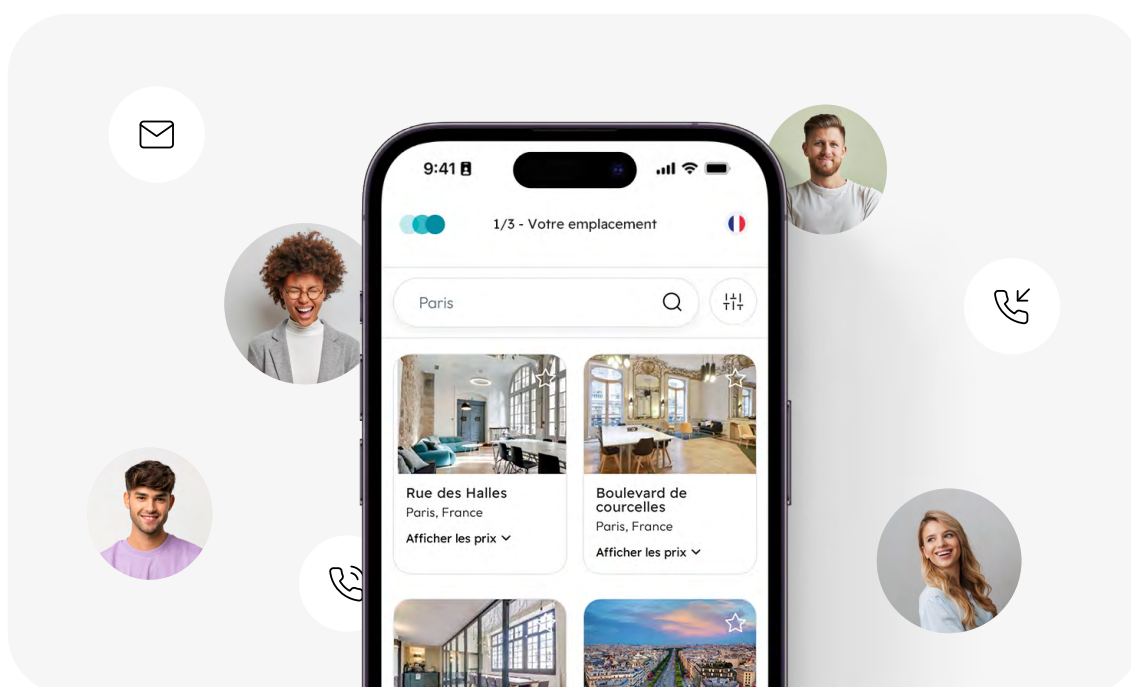 9:41
1/3 - Votre emplacement
Paris
Rue des Halles
Paris, France
Afficher les prix
Boulevard de
courcelles
Paris, France
Afficher les prix